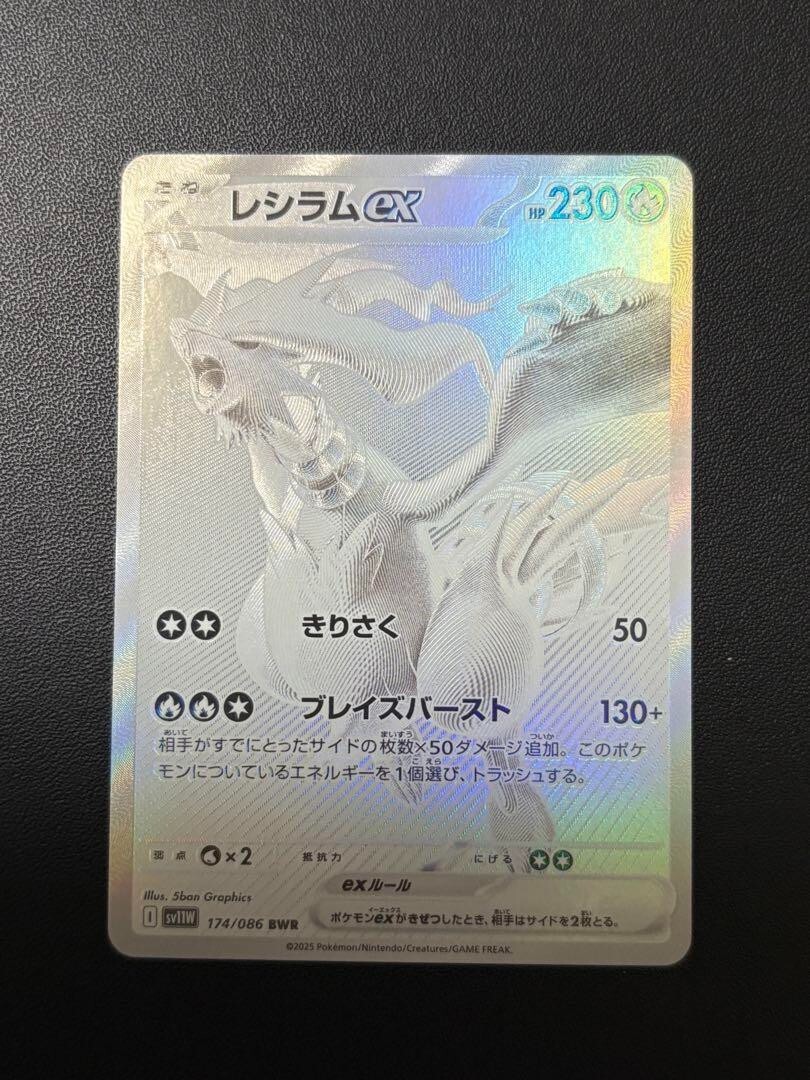 たね レシラムex HP 230
きりさく 50
ブレイズバースト 130+
相手がすでにとったサイドの枚数×50ダメージ追加。このポケ
モンについているエネルギーを1個選び、トラッシュする。
弱点 ×2 抵抗力 にげる
exルール
Illus. 5ban Graphics
ポケモンexがきぜつしたとき、相手はサイドを2枚とる。
I sv11W 174/086 BWR
©2025 Pokémon/Nintendo/Creatures/GAME FREAK.